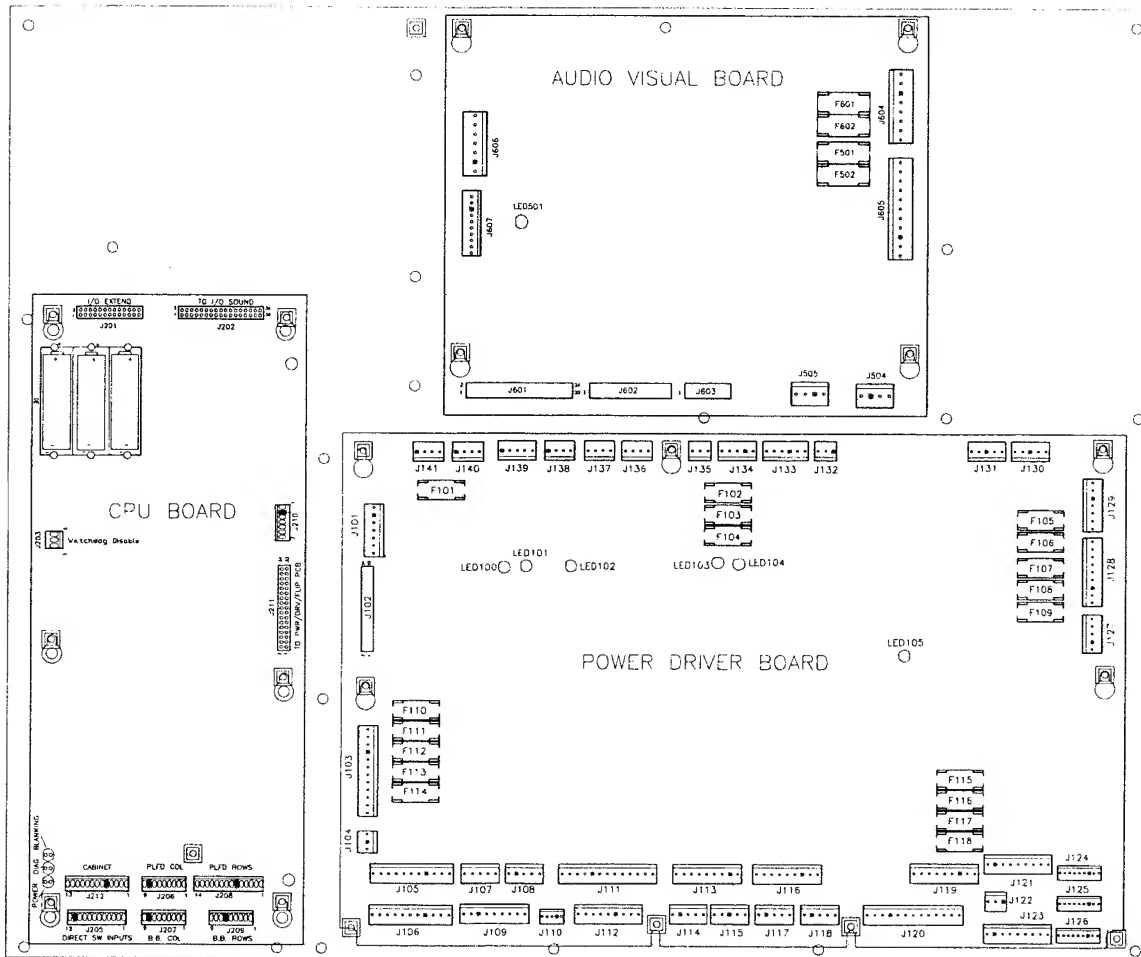 AUDIO VISUAL BOARD
F601
F602
F501
F502
J604
J605
J606
J607
LED501
J505
J504
J601
J602
J603
I/O EXTEND
J201
TO I/O SOUND
J202
CPU BOARD
J203
Watchdog Disable
J210
J211
TO PWR/DRV/FLIP PCB
POWER DIAG BLANKING
CABINET
J212
PLFD COL
J206
PLFD ROWS
J208
J205
DIRECT SW INPUTS
J207
B.B. COL
J209
B.B. ROWS
J141
J140
J139
J138
J137
J136
J135
J134
J133
J132
J131
J130
F101
F102
F103
F104
J101
J102
LED100
LED101
LED102
LED103
LED104
F105
F106
F107
F108
F109
J129
J128
J127
LED105
POWER DRIVER BOARD
F110
F111
F112
F113
F114
J103
J104
F115
F116
F117
F118
J105
J107
J108
J111
J113
J116
J119
J121
J124
J125
J122
J123
J126
J106
J109
J110
J112
J114
J115
J117
J118
J120